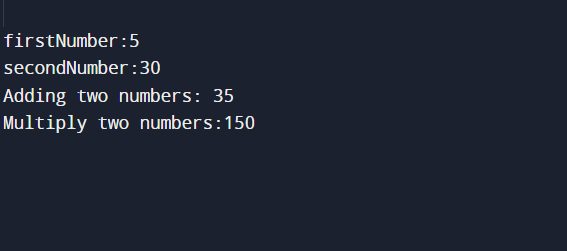 firstNumber:5
secondNumber:30
Adding two numbers: 35
Multiply two numbers:150